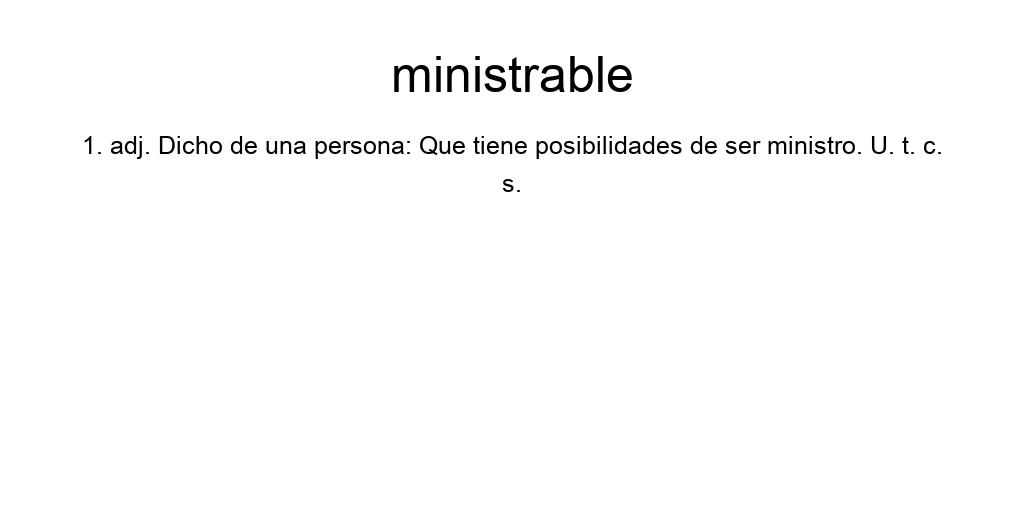 ministrable
1. adj. Dicho de una persona: Que tiene posibilidades de ser ministro. U. t. c.
s.